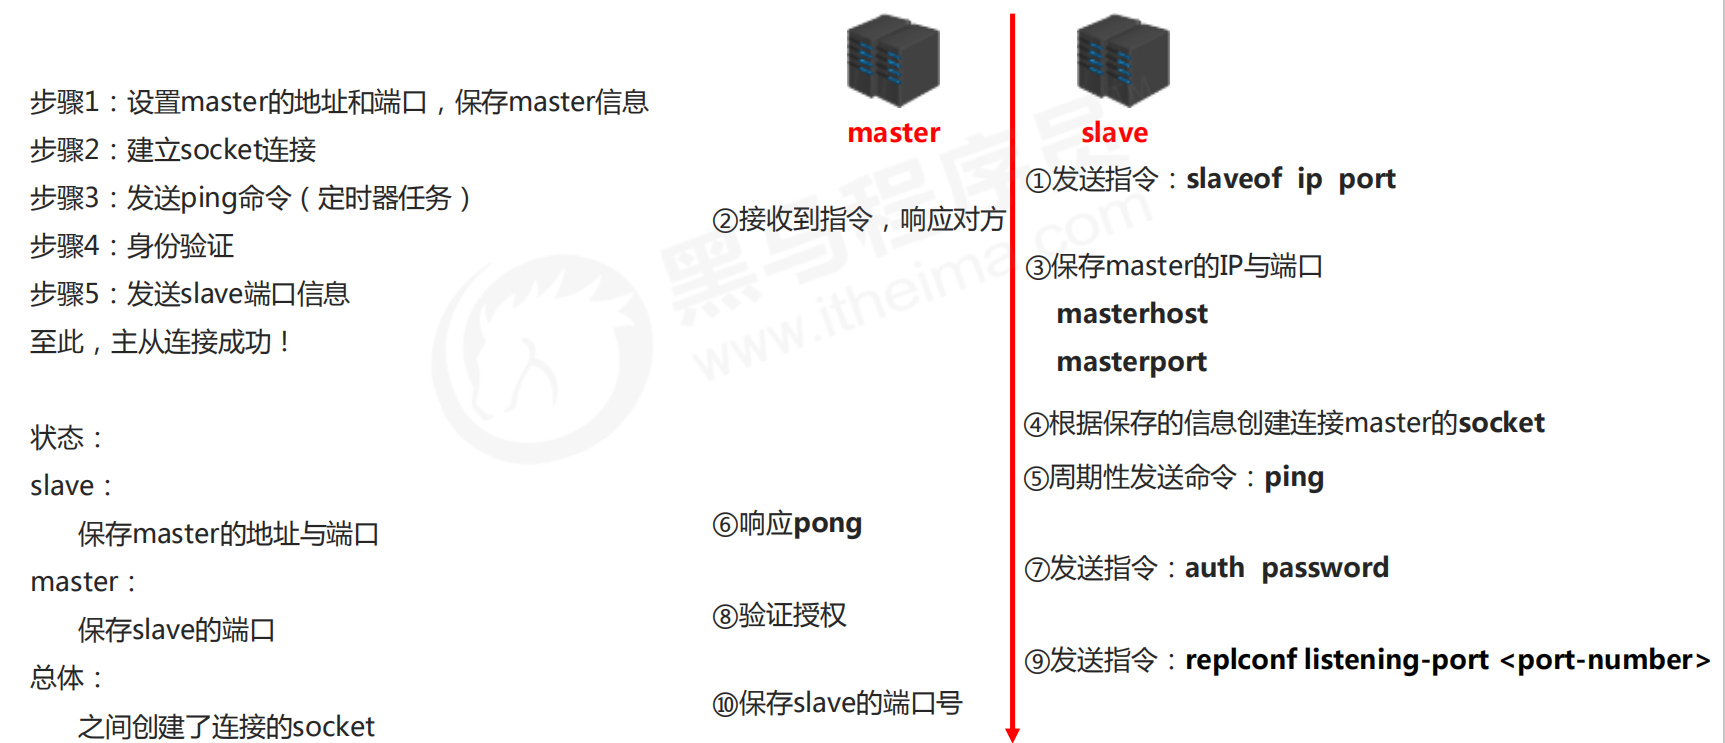 步骤1：设置master的地址和端口，保存master信息
步骤2：建立socket连接
步骤3：发送ping命令（定时器任务）
步骤4：身份验证
步骤5：发送slave端口信息
至此，主从连接成功！
状态：
slave：
保存master的地址与端口
master：
保存slave的端口
总体：
之间创建了连接的socket
master
slave
①发送指令：slaveof ip port
②接收到指令，响应对方
③保存master的IP与端口
masterhost
masterport
④根据保存的信息创建连接master的socket
⑤周期性发送命令：ping
⑥响应pong
⑦发送指令：auth password
⑧验证授权
⑨发送指令：replconf listening-port <port-number>
⑩保存slave的端口号
黑马程序员
www.itheima.com